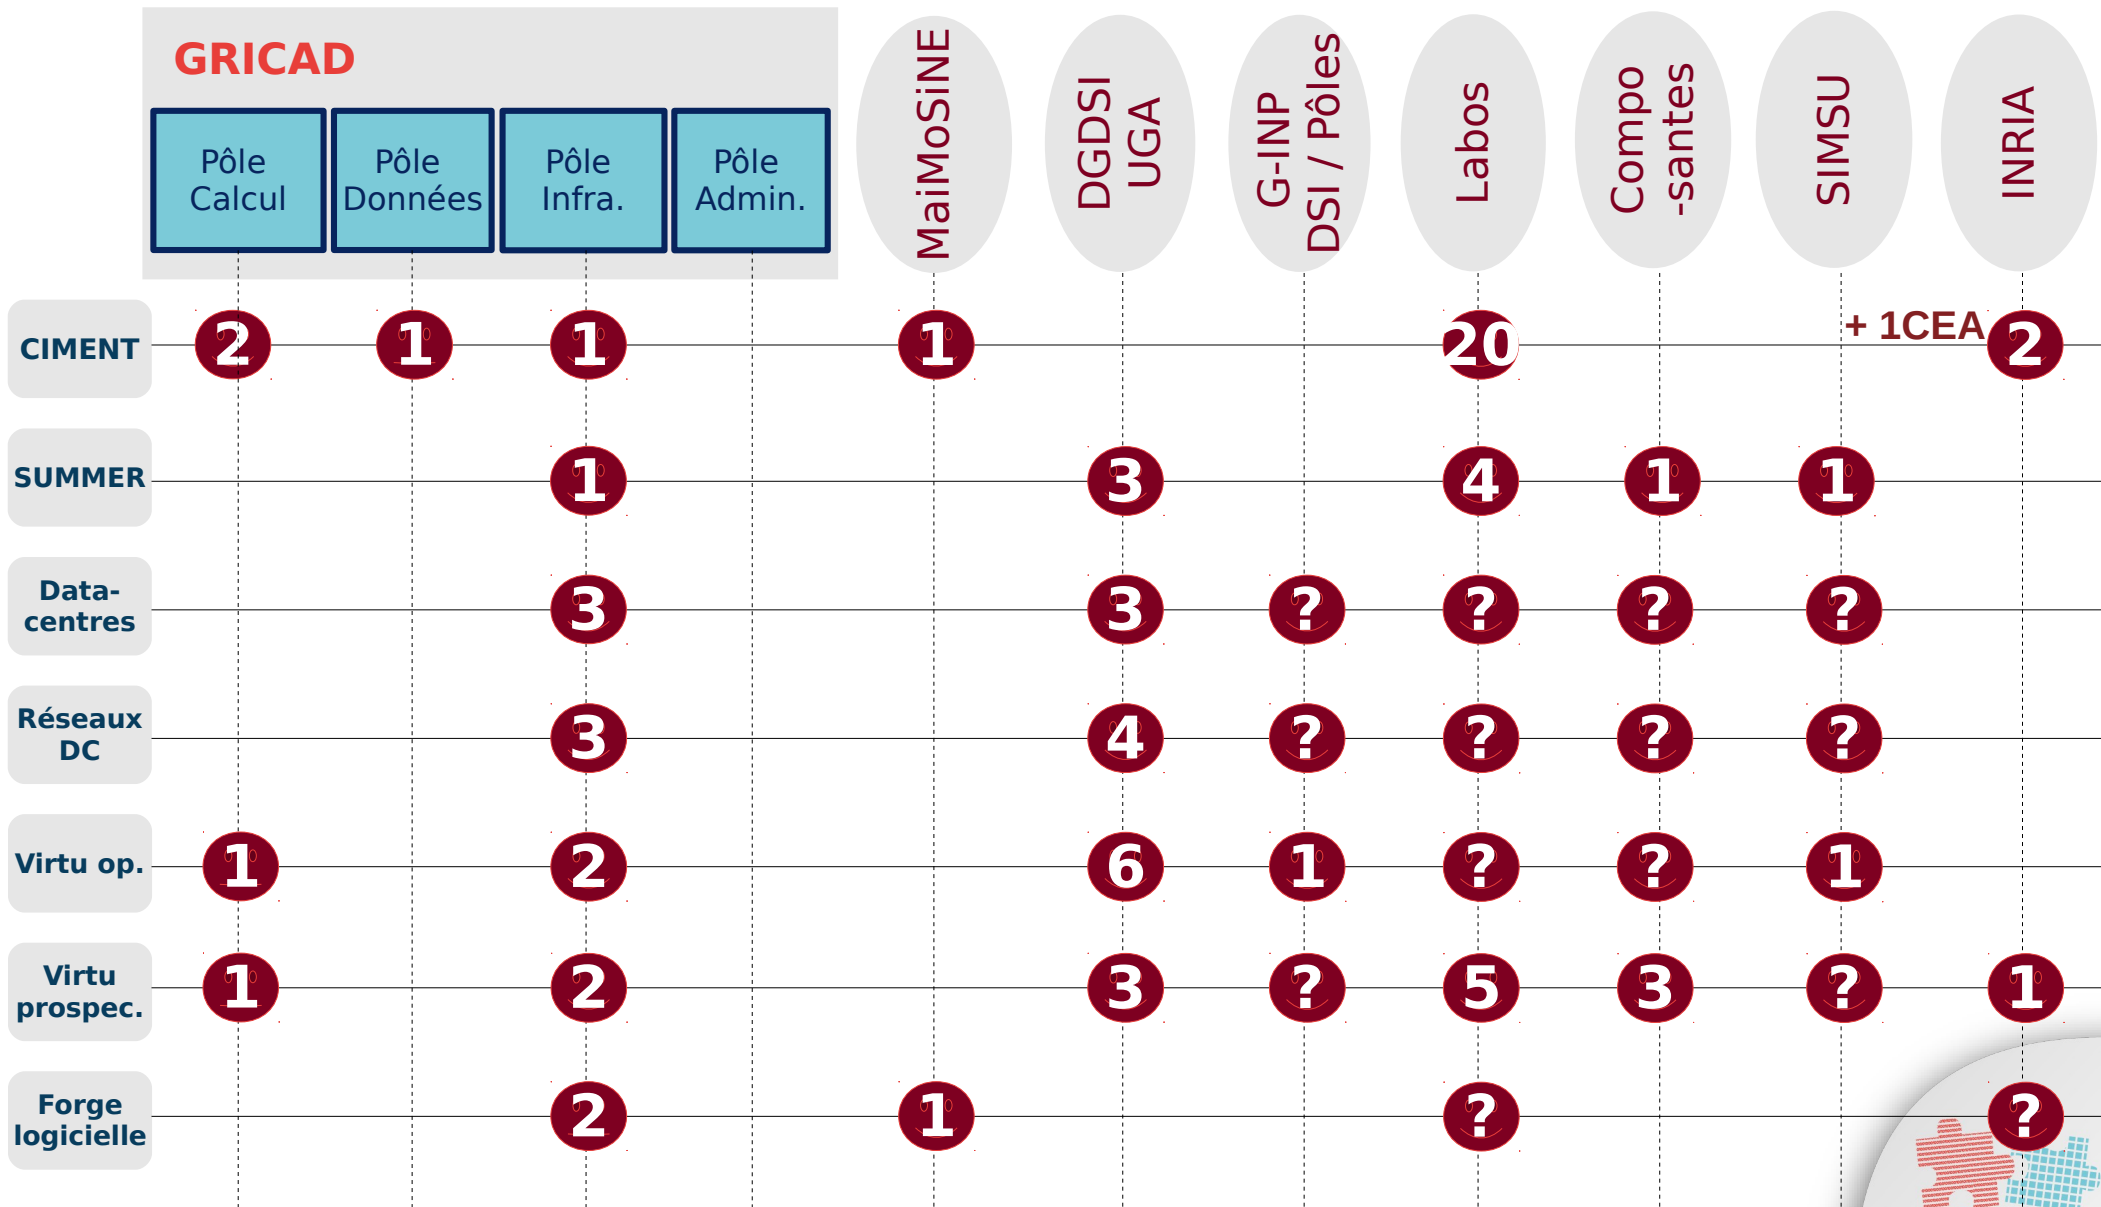 GRICAD
Pôle
Calcul
Pôle
Données
Pôle
Infra.
Pôle
Admin.
MaiMoSiNE
DGDSI
UGA
G-INP
DSI / Pôles
Labos
Compo
-santes
SIMSU
INRIA
CIMENT
2
1
1
1
20
+ 1CEA
2
SUMMER
1
3
4
1
1
Data-
centres
3
3
?
?
?
?
Réseaux
DC
3
4
?
?
?
?
Virtu op.
1
2
6
1
?
?
1
Virtu
prospec.
1
2
3
?
5
3
?
1
Forge
logicielle
2
1
?
?